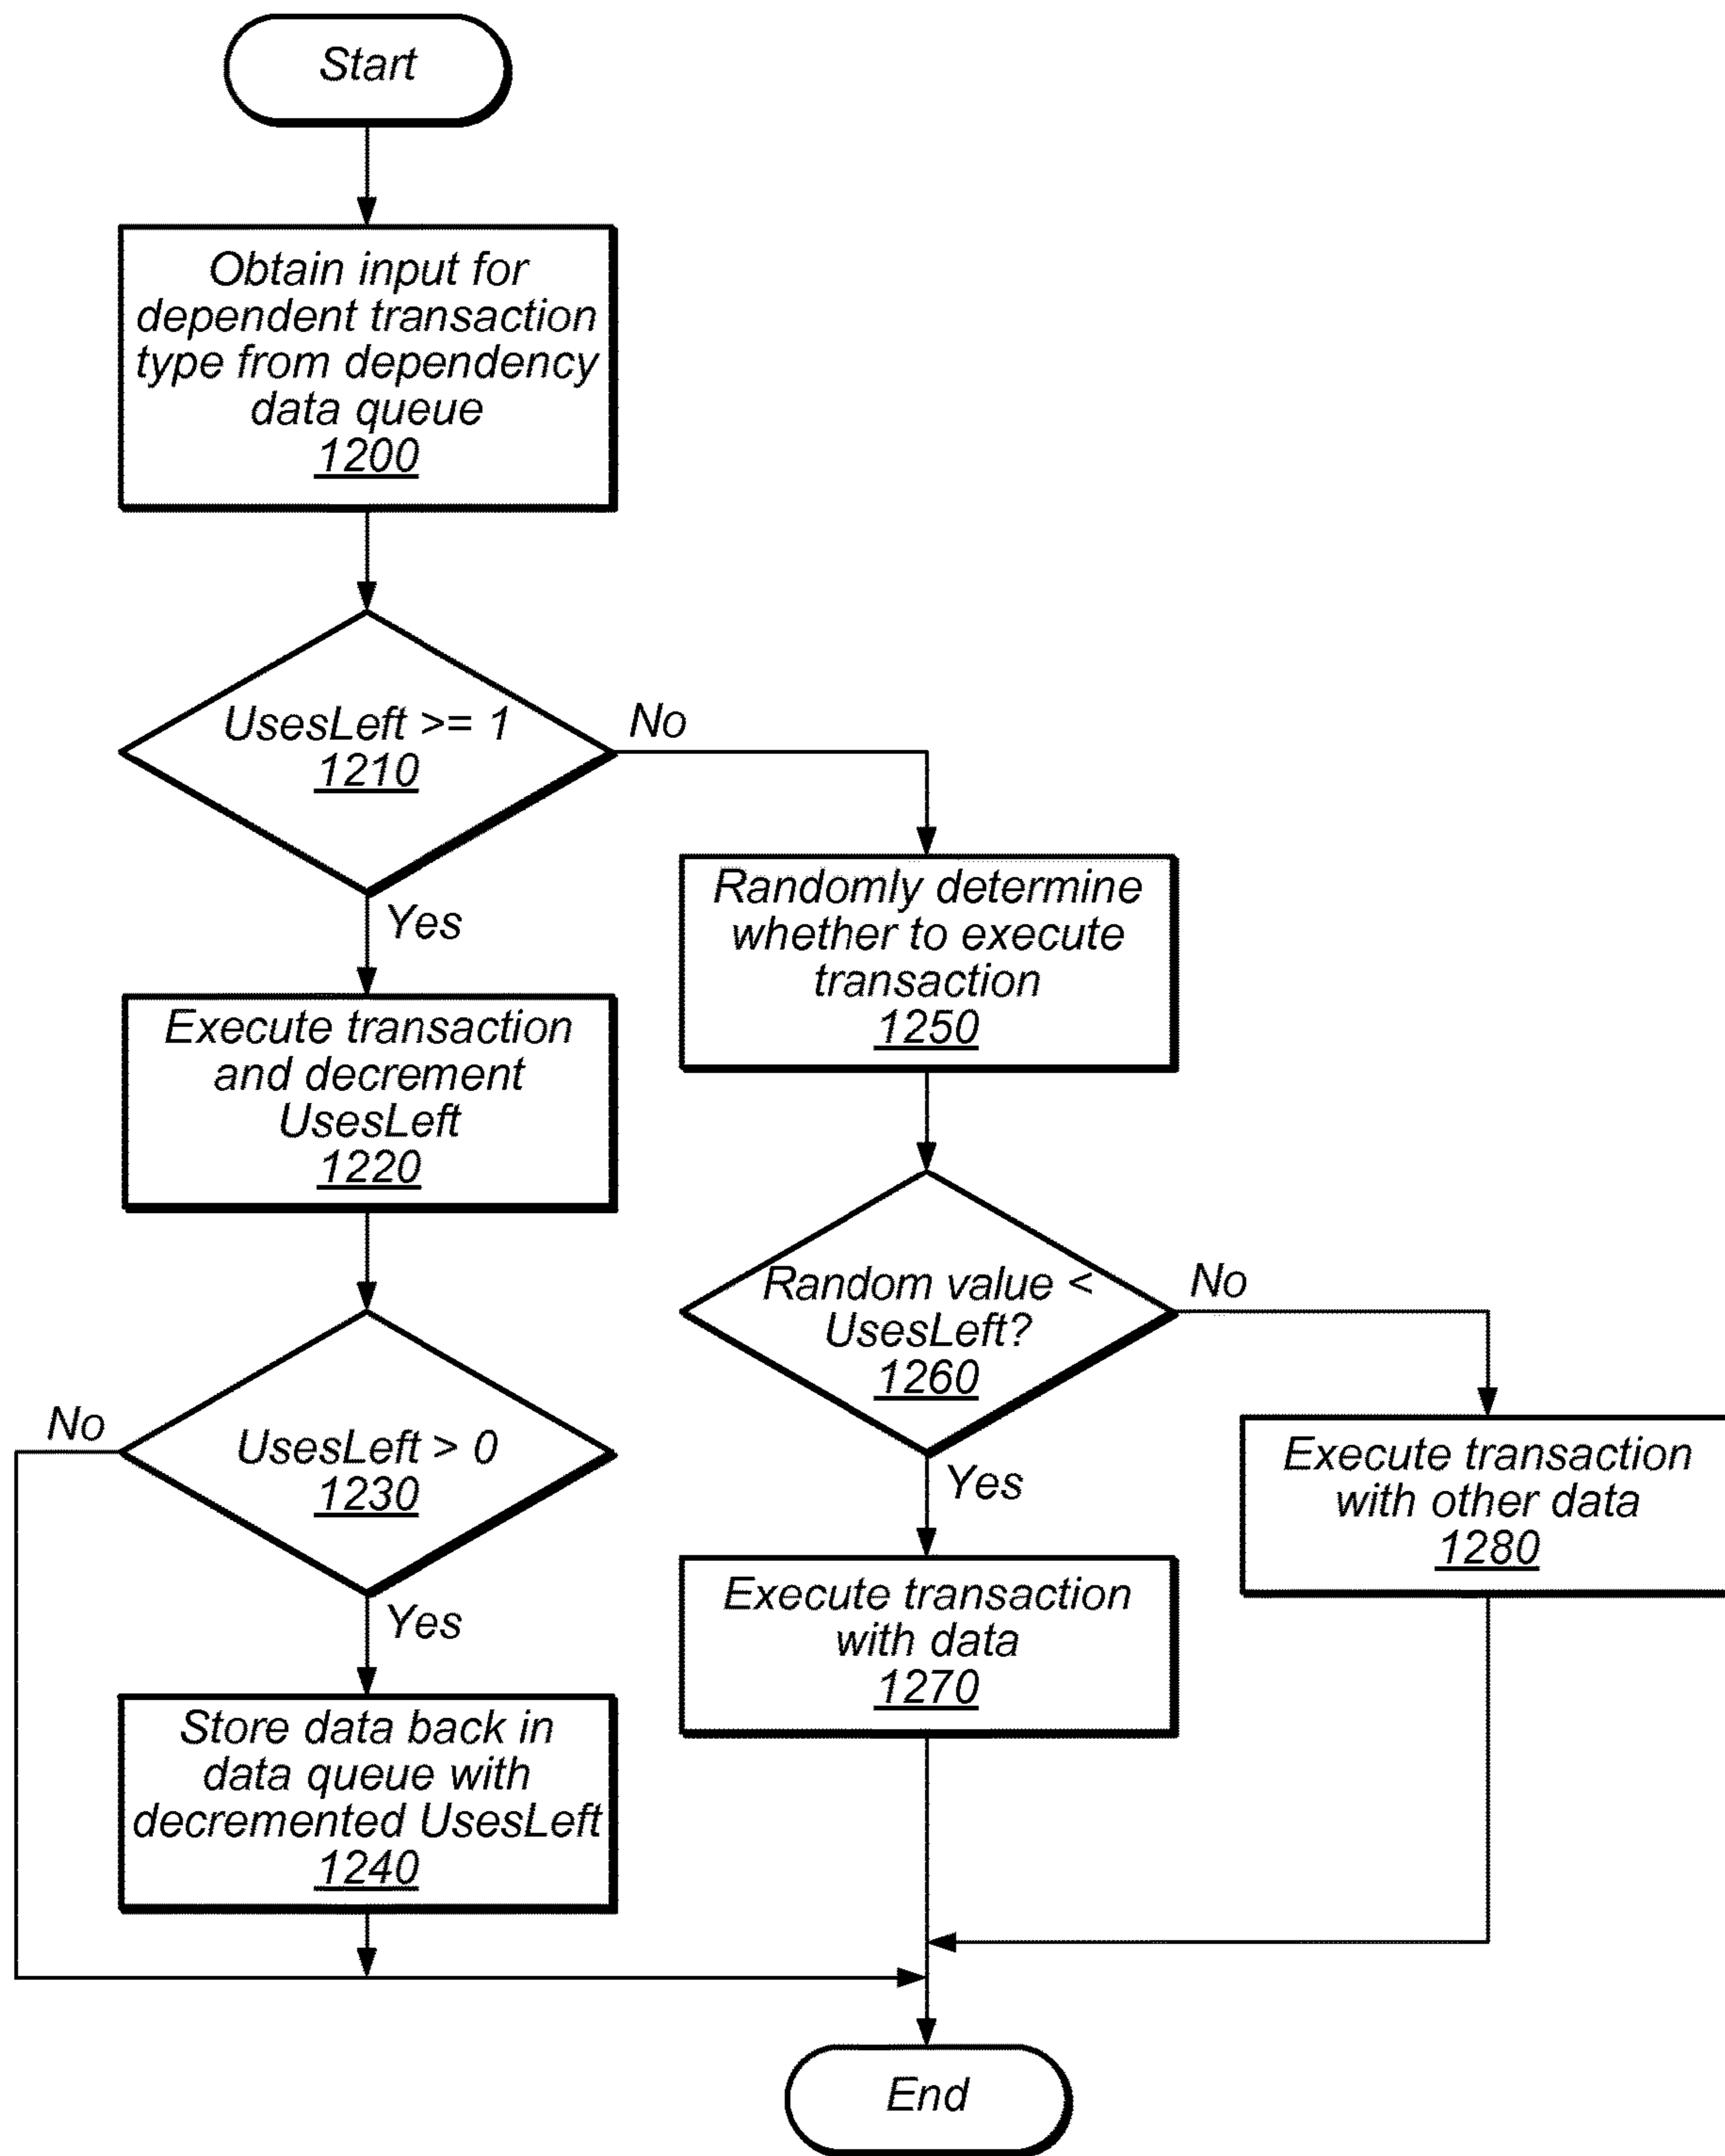 Start
Obtain input for
dependent transaction
type from dependency
data queue
1200
UsesLeft >= 1
1210
No
Yes
Randomly determine
whether to execute
transaction
1250
Execute transaction
and decrement
UsesLeft
1220
Random value <
UsesLeft?
1260
No
Yes
UsesLeft > 0
1230
No
Yes
Execute transaction
with other data
1280
Execute transaction
with data
1270
Store data back in
data queue with
decremented UsesLeft
1240
End